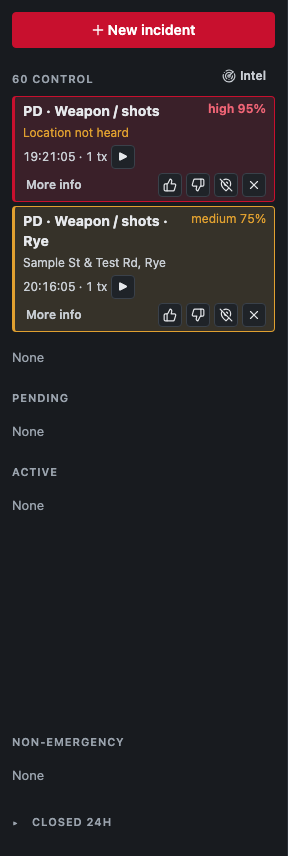 + New incident
60 CONTROL
Intel
PD · Weapon / shots
high 95%
Location not heard
19:21:05 · 1 tx
More info
PD · Weapon / shots ·
Rye
medium 75%
Sample St & Test Rd, Rye
20:16:05 · 1 tx
More info
None
PENDING
None
ACTIVE
None
NON-EMERGENCY
None
CLOSED 24H